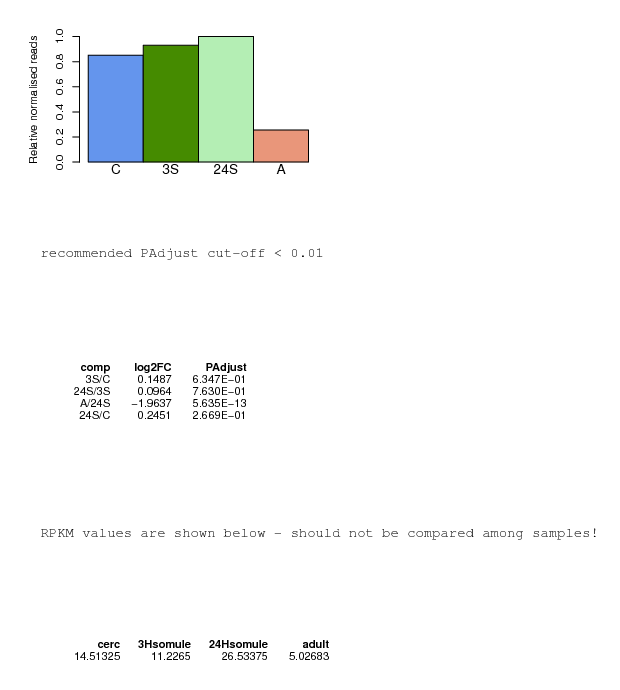 Relative normalised reads
1.0
0.8
0.6
0.4
0.2
0.0
C 3S 24S A
recommended PAdjust cut-off < 0.01
comp log2FC PAdjust
3S/C 0.1487 6.347E−01
24S/3S 0.0964 7.630E−01
A/24S −1.9637 5.635E−13
24S/C 0.2451 2.669E−01
RPKM values are shown below - should not be compared among samples!
cerc 3Hsomule 24Hsomule adult
14.51325 11.2265 26.53375 5.02683